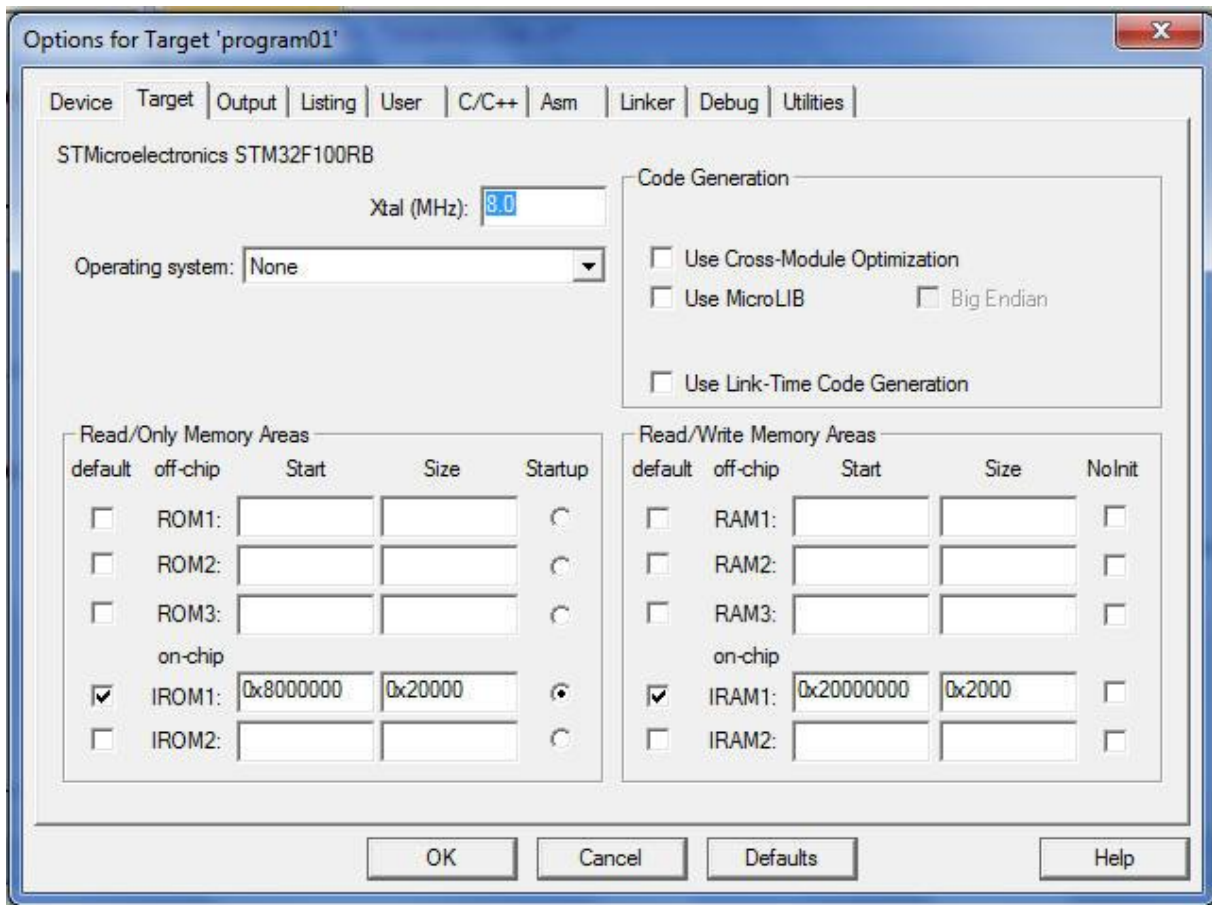 Options for Target 'program01'
Device Target Output Listing User C/C++ Asm Linker Debug Utilities
STMicroelectronics STM32F100RB
Xtal (MHz): 8.0
Operating system: None
Code Generation
Use Cross-Module Optimization
Use MicroLIB Big Endian
Use Link-Time Code Generation
Read/Only Memory Areas
default off-chip Start Size Startup
ROM1:
ROM2:
ROM3:
on-chip
IROM1: 0x8000000 0x20000
IROM2:
Read/Write Memory Areas
default off-chip Start Size NoInit
RAM1:
RAM2:
RAM3:
on-chip
IRAM1: 0x20000000 0x2000
IRAM2:
OK Cancel Defaults Help